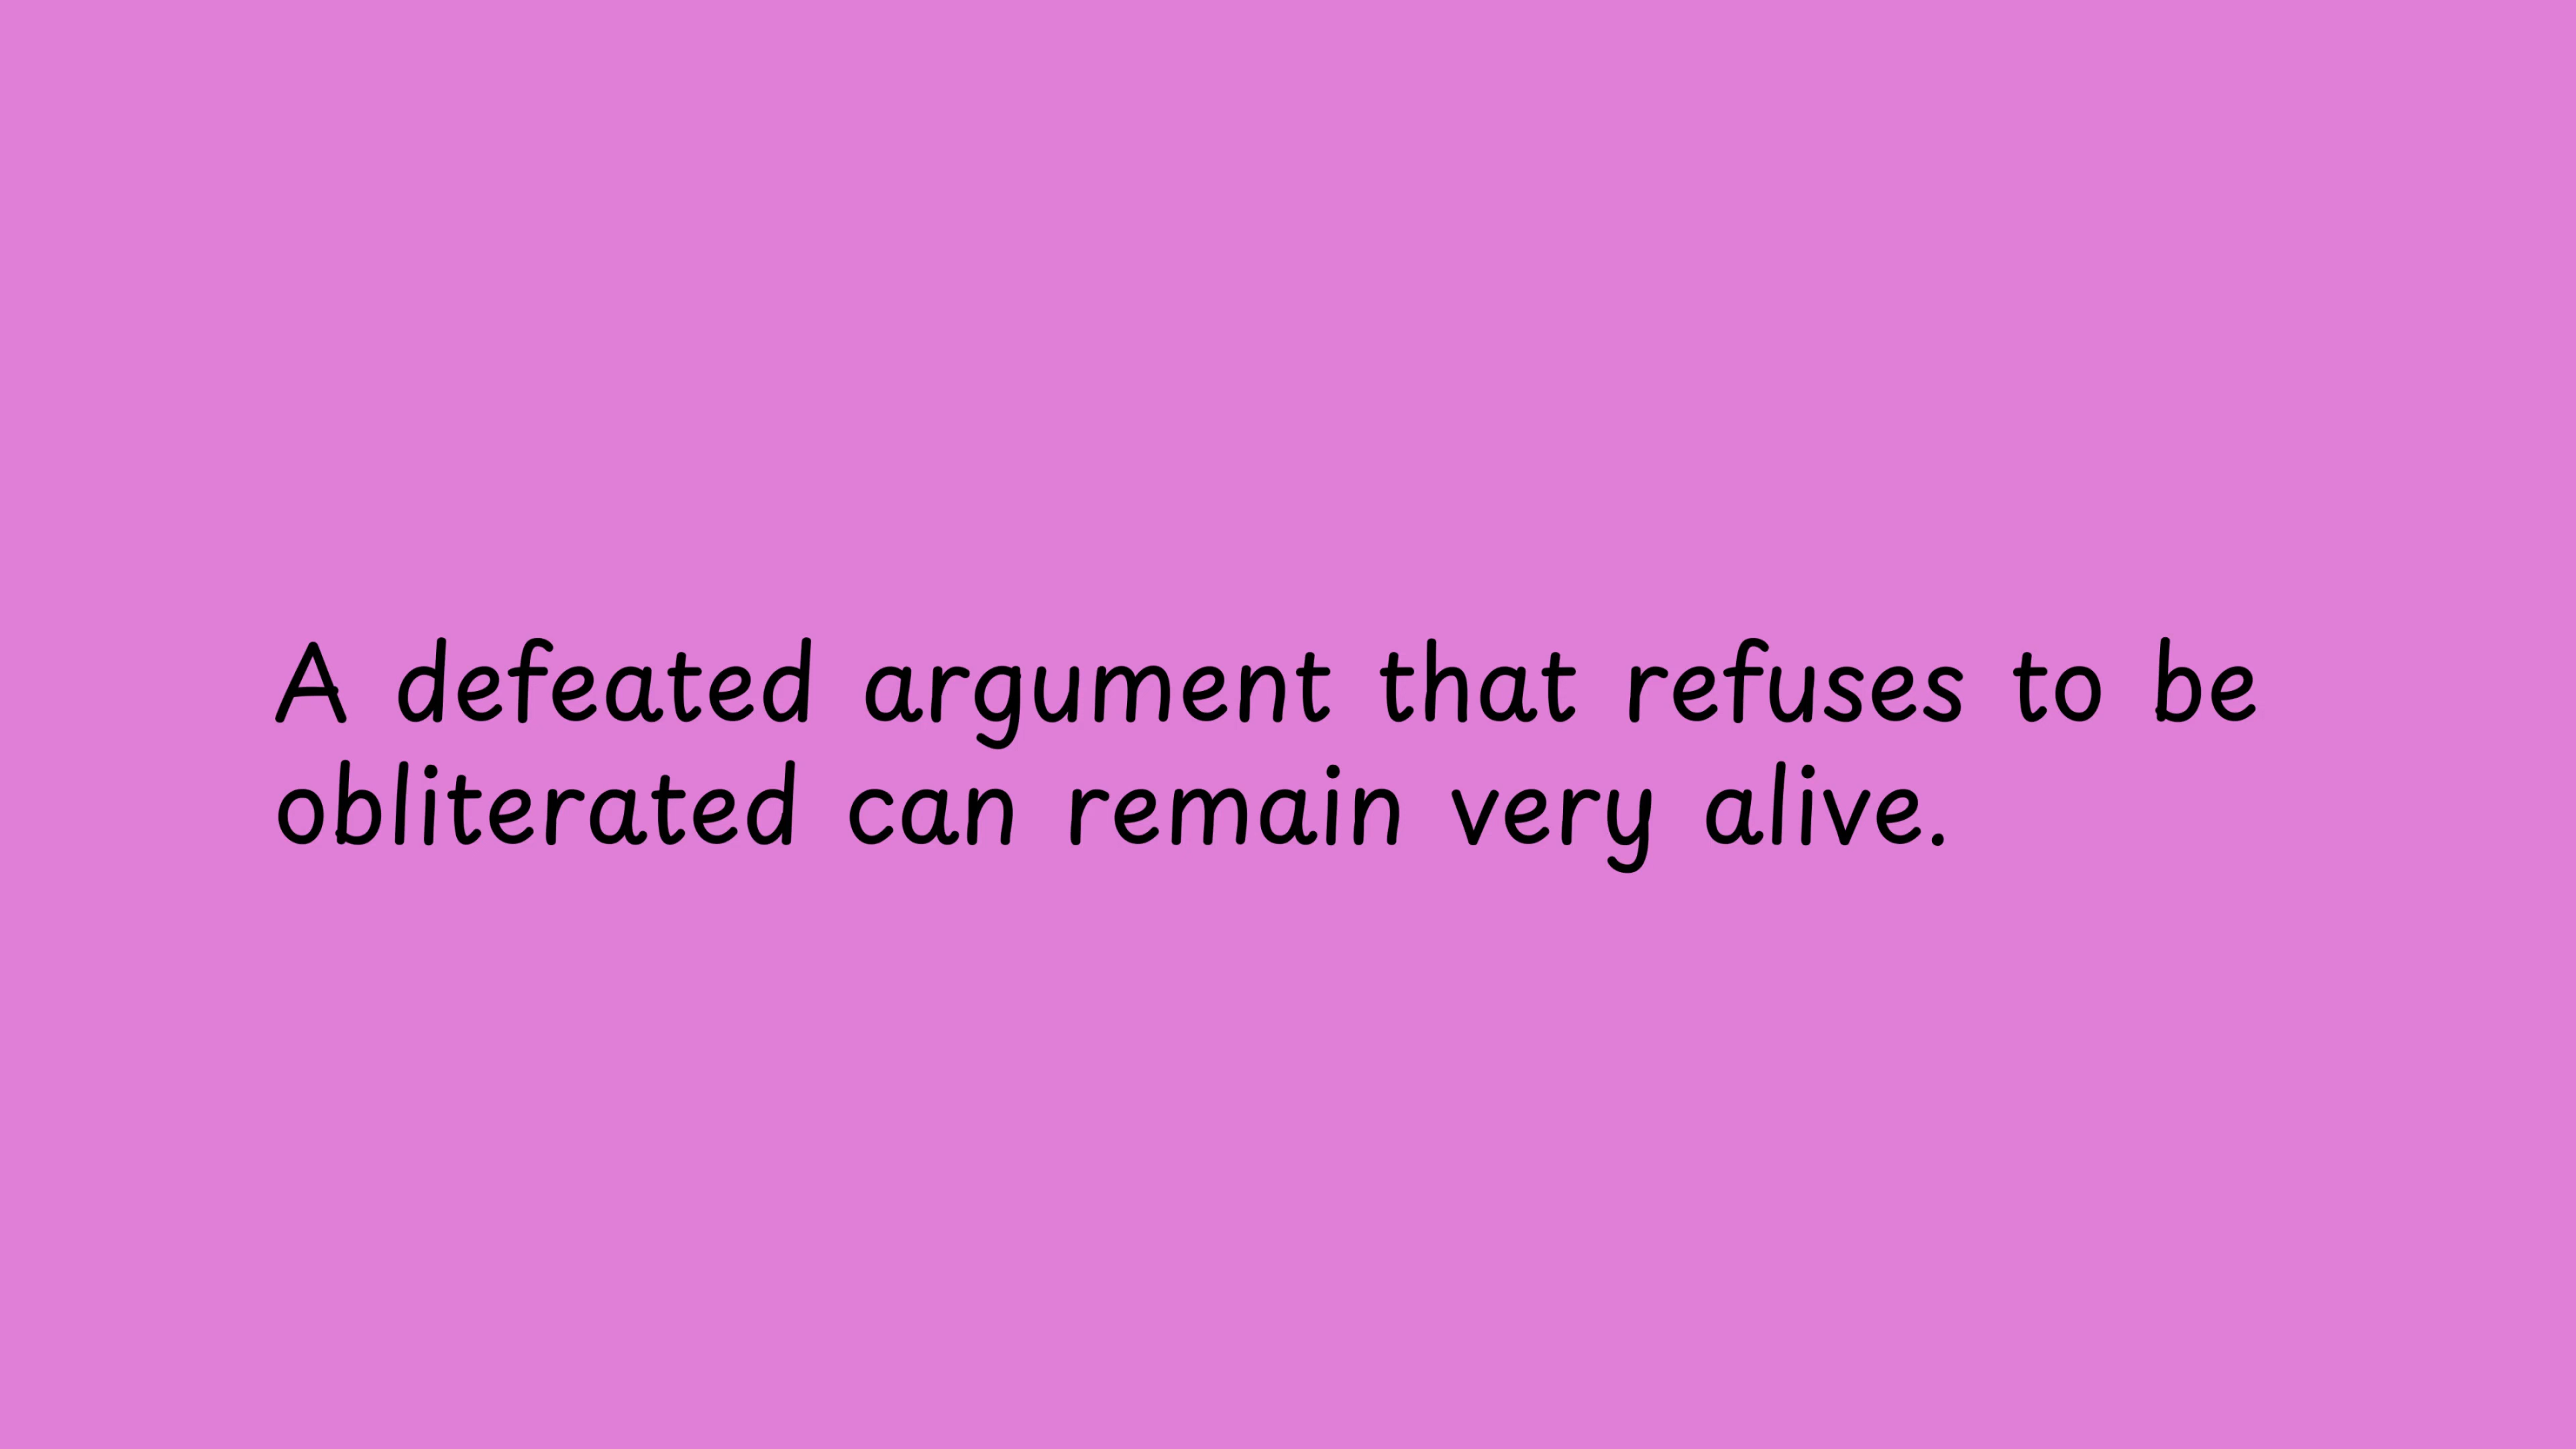 A defeated argument that refuses to be
obliterated can remain very alive.